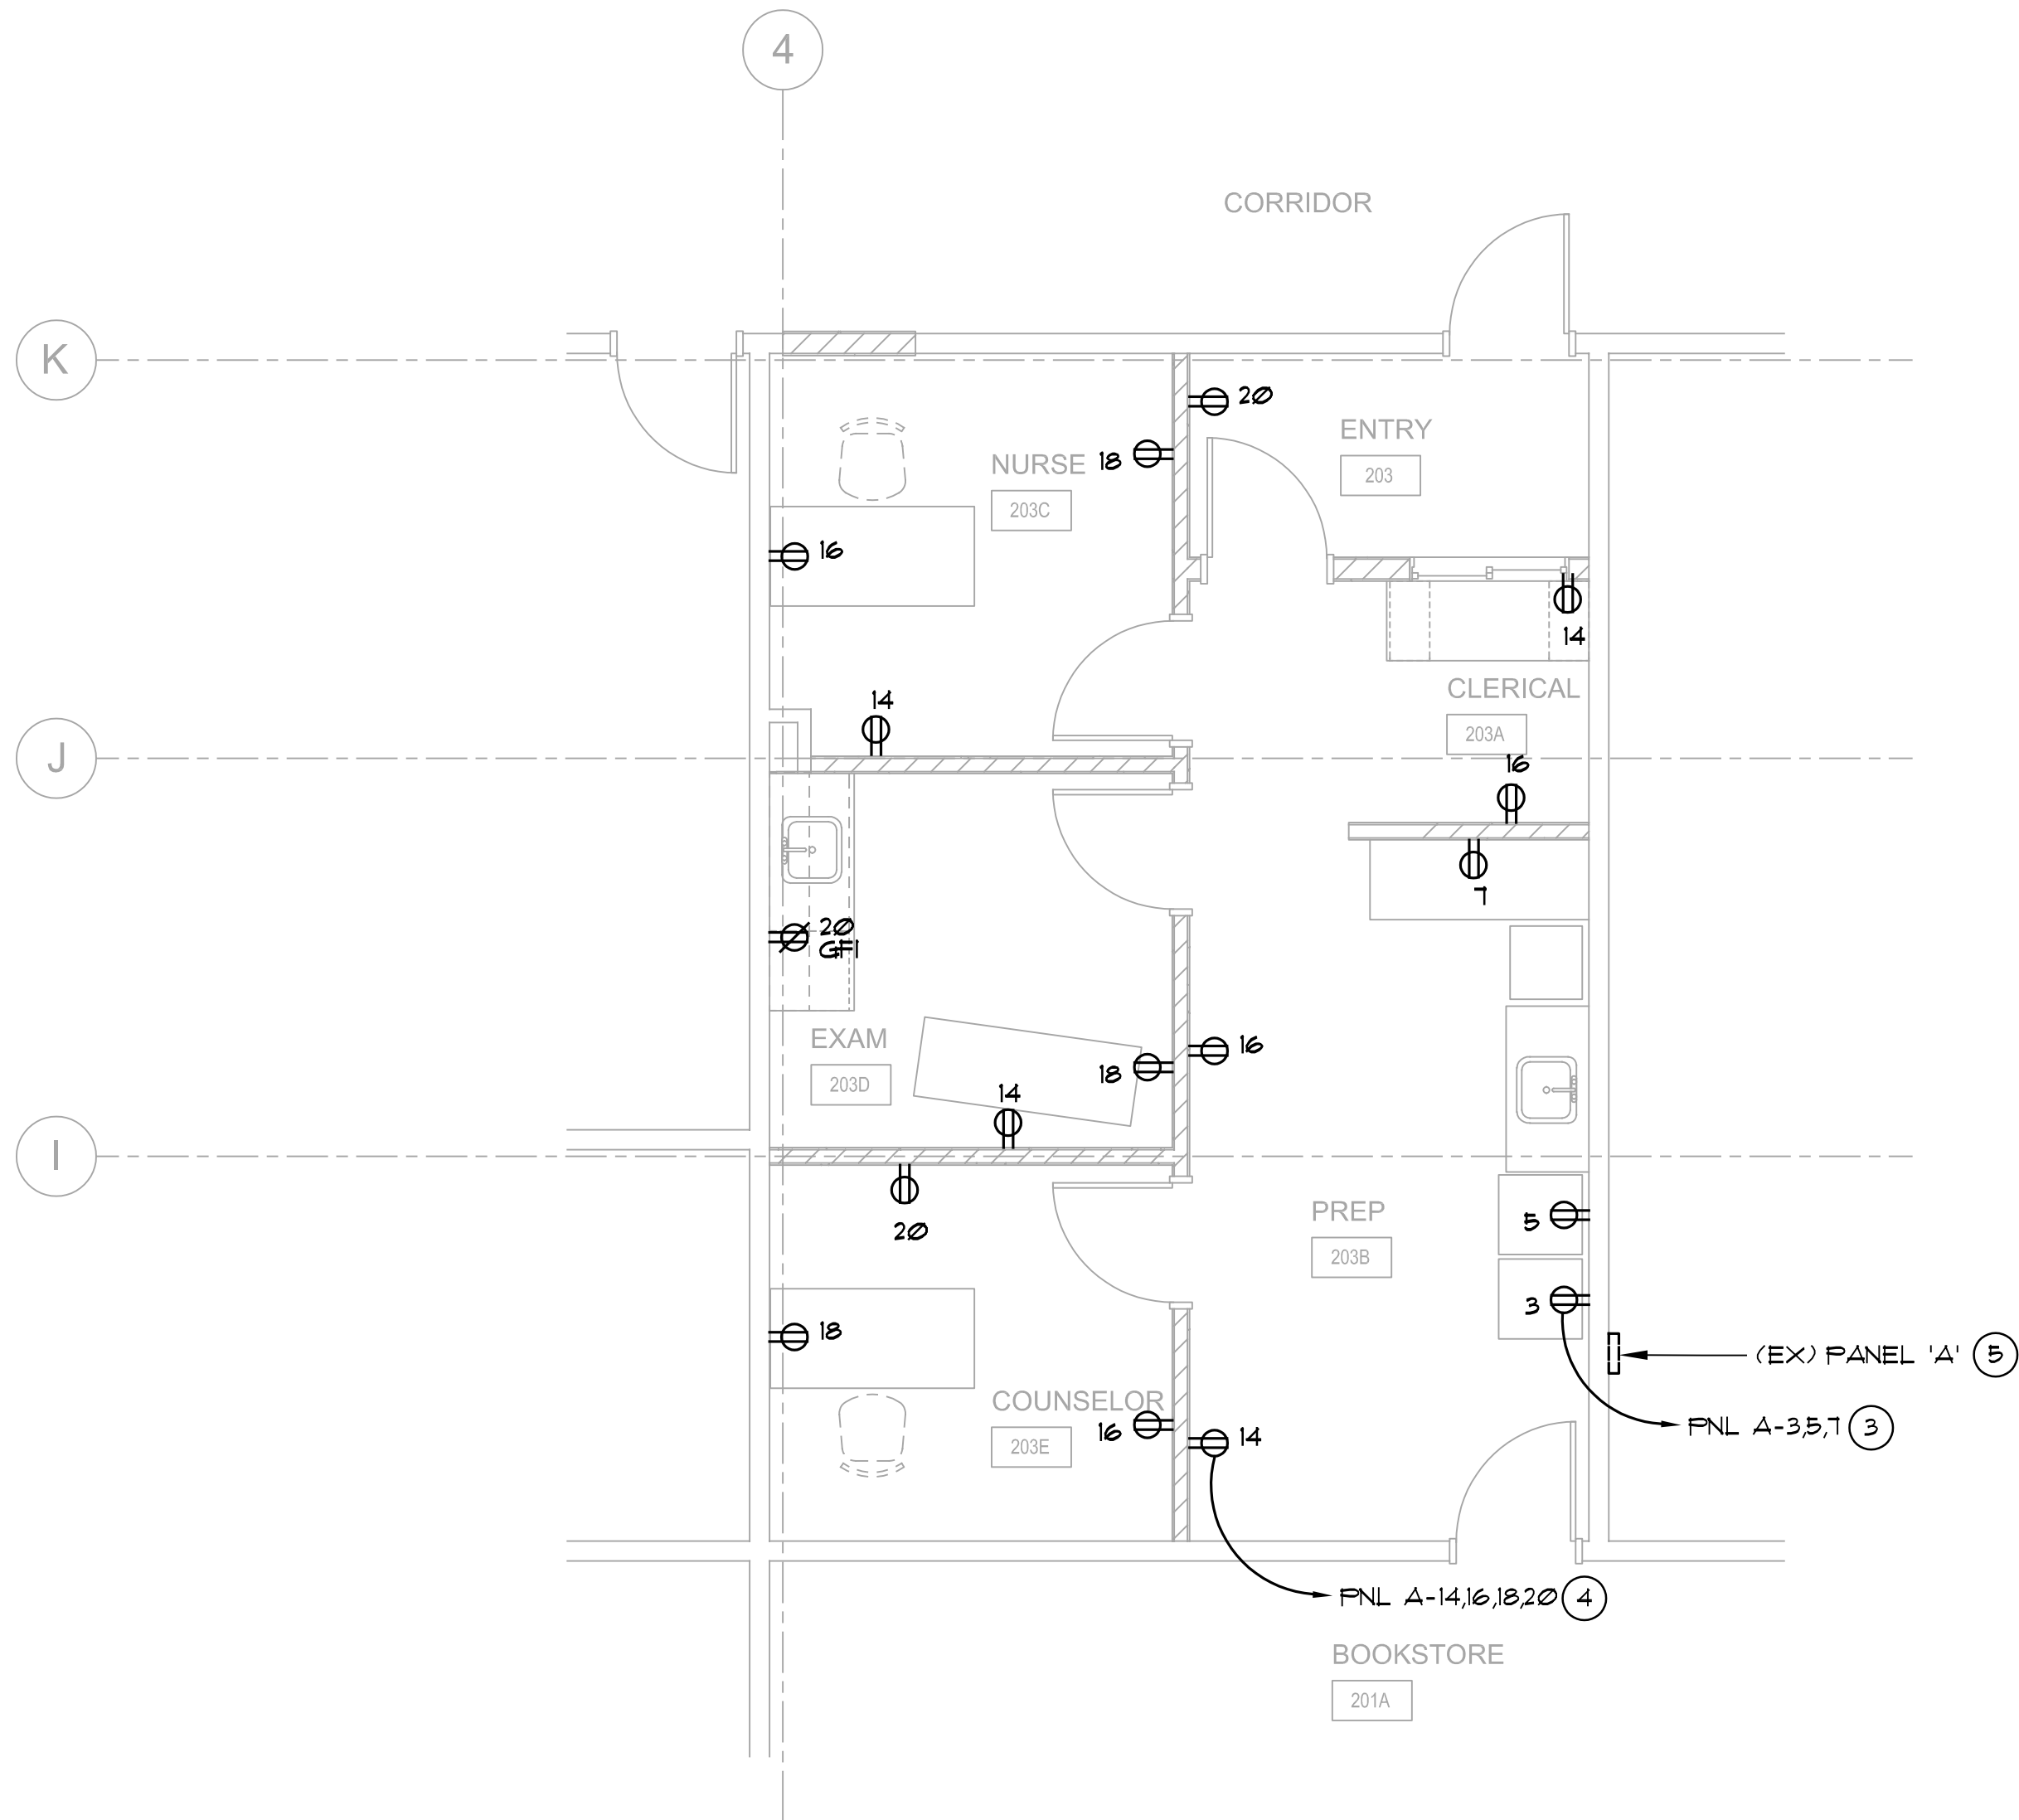 4
CORRIDOR
K
20
ENTRY
203
18
NURSE
203C
16
14
CLERICAL
203A
14
J
16
7
20
GFI
EXAM
203D
18
16
14
I
20
PREP
203B
5
3
18
(EX) PANEL 'A' 5
COUNSELOR
203E
16
14
PNL A-3,5,7 3
PNL A-14,16,18,20 4
BOOKSTORE
201A